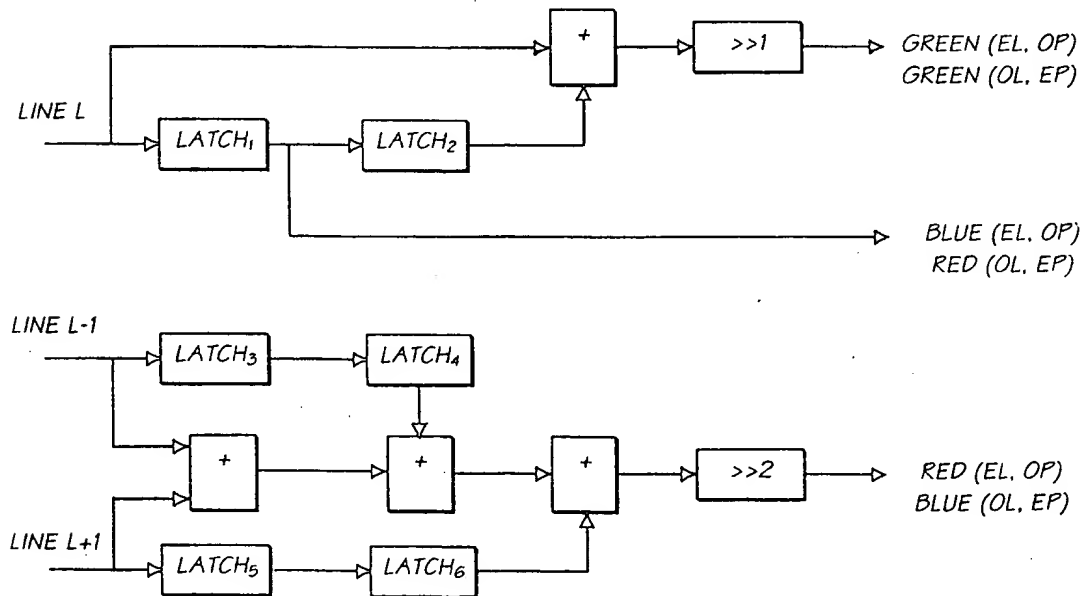 +
>>1
GREEN (EL, OP)
GREEN (OL, EP)
LINE L
LATCH₁
LATCH₂
BLUE (EL, OP)
RED (OL, EP)
LINE L-1
LATCH₃
LATCH₄
+
+
+
>>2
RED (EL, OP)
BLUE (OL, EP)
LINE L+1
LATCH₅
LATCH₆